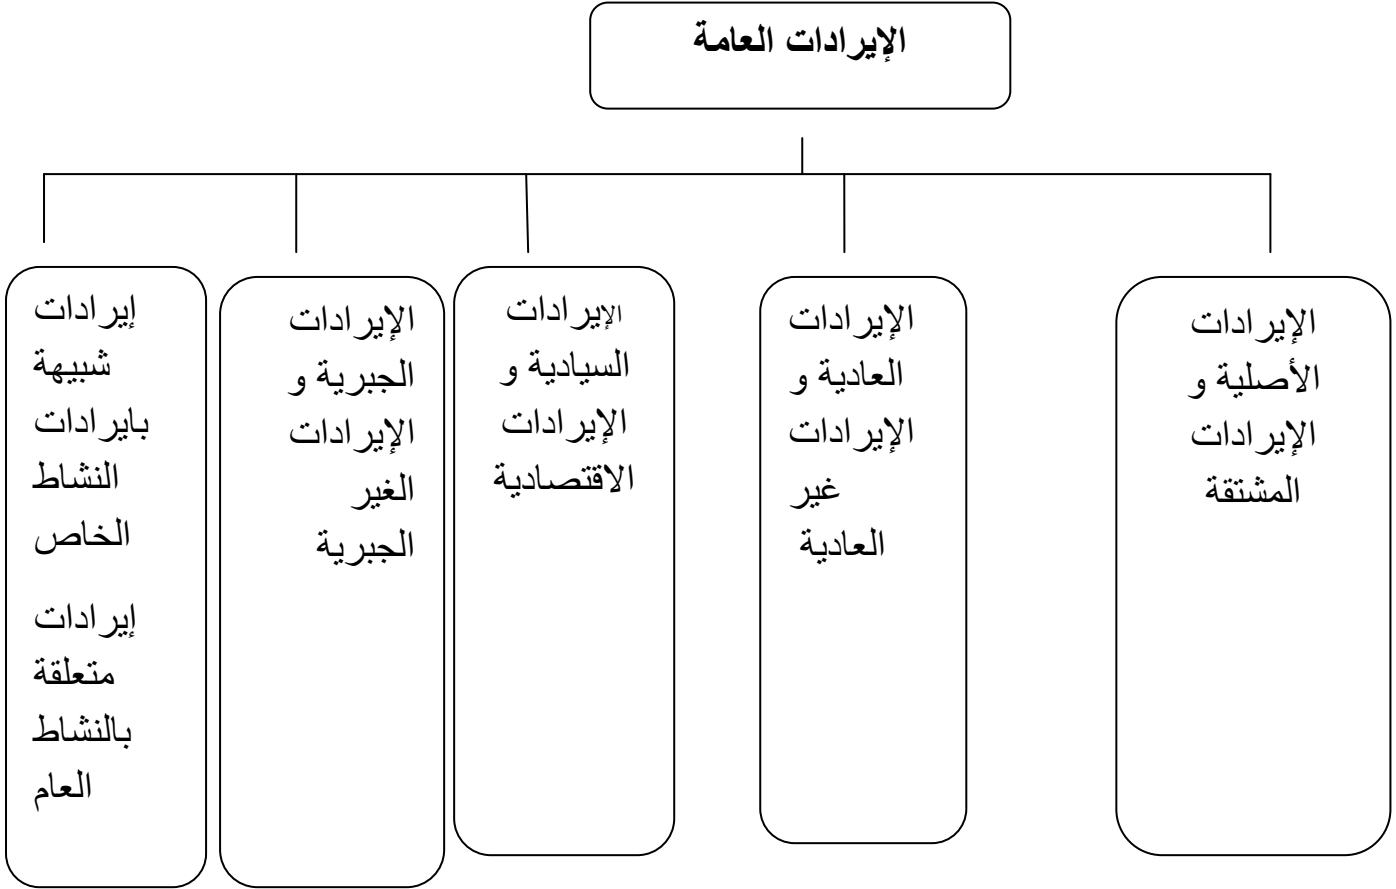 الإيرادات العامة
الإيرادات
الأصلية و
الإيرادات
المشتقة
الإيرادات
العادية و
الإيرادات
غير
العادية
الإيرادات
السيادية و
الإيرادات
الاقتصادية
الإيرادات
الجبرية و
الإيرادات
الغير
الجبرية
إيرادات
شبيهة
بايرادات
النشاط
الخاص
إيرادات
متعلقة
بالنشاط
العام